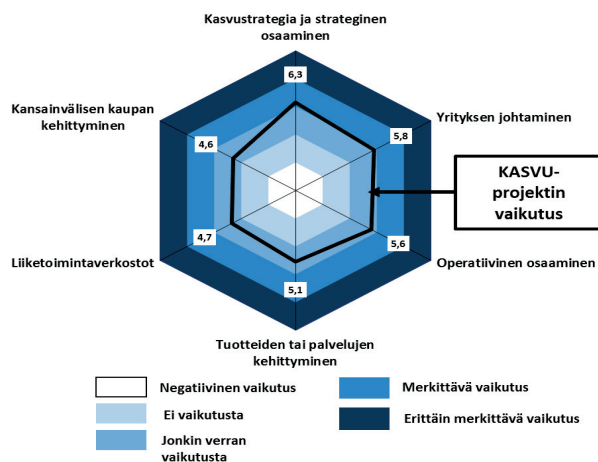 Kasvustrategia ja strateginen
osaaminen
6,3
Kansainvälisen kaupan
kehittyminen
4,6
5,8
Yrityksen johtaminen
KASVU-
projektin
vaikutus
4,7
5,6
Liiketoimintaverkostot
Operatiivinen osaaminen
5,1
Tuotteiden tai palvelujen
kehittyminen
Negatiivinen vaikutus
Merkittävä vaikutus
Ei vaikutusta
Erittäin merkittävä vaikutus
Jonkin verran
vaikutusta